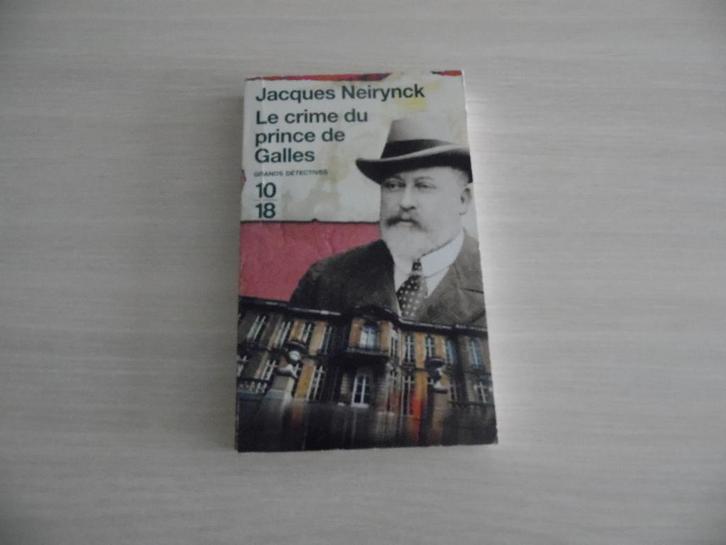 Jacques Neirynck
Le crime du
prince de
Galles
GRANDS DÉTECTIVES
10
18